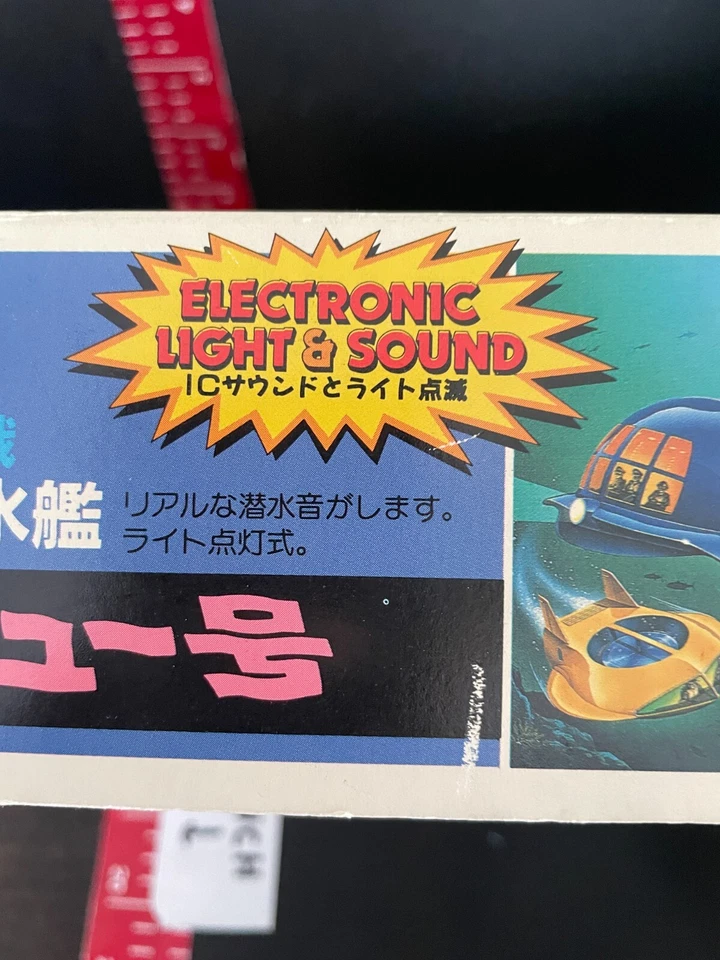 ELECTRONIC
LIGHT & SOUND
ICサウンドとライト点滅
水艦
リアルな潜水音がします。
ライト点灯式。
ュー号